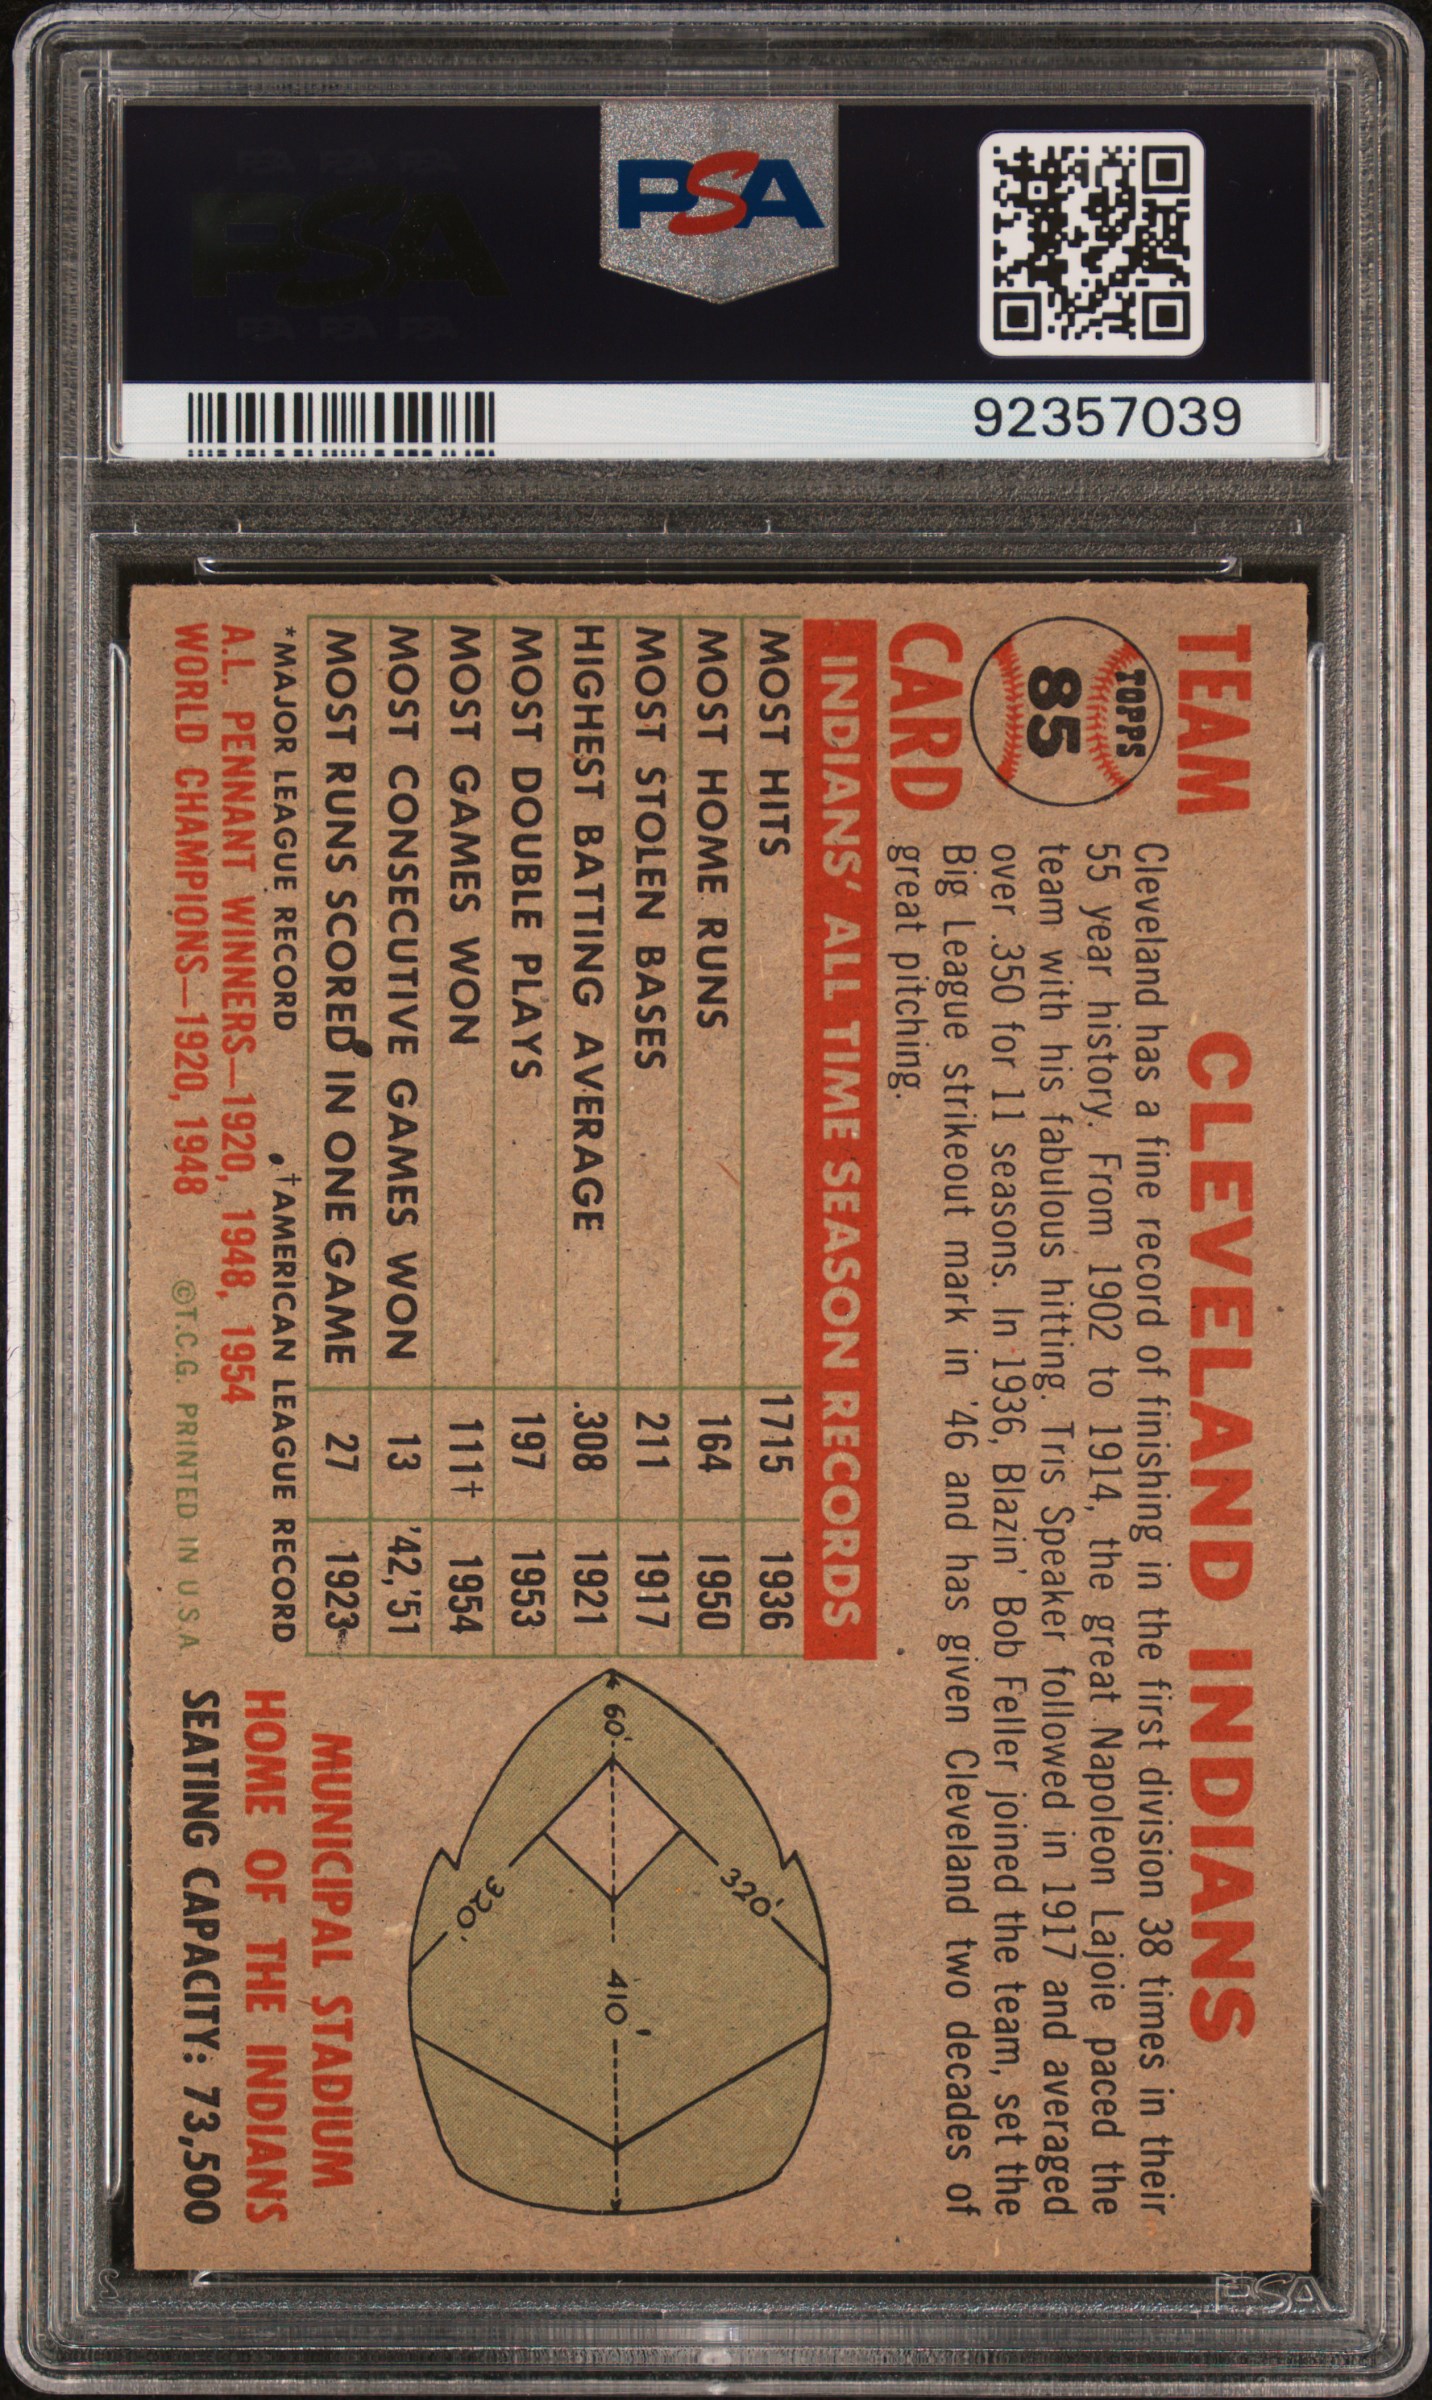 PSA
92357039
TEAM
TOPPS
85
CARD
CLEVELAND INDIANS
Cleveland has a fine record of finishing in the first division 38 times in their
55 year history. From 1902 to 1914, the great Napoleon Lajoie paced the
team with his fabulous hitting. Tris Speaker followed in 1917 and averaged
over .350 for 11 seasons. In 1936, Blazin' Bob Feller joined the team, set the
Big League strikeout mark in '46 and has given Cleveland two decades of
great pitching.
INDIANS' ALL TIME SEASON RECORDS
MOST HITS 1715 1936
MOST HOME RUNS 164 1950
MOST STOLEN BASES 211 1917
HIGHEST BATTING AVERAGE .308 1921
MOST DOUBLE PLAYS 197 1953
MOST GAMES WON 111† 1954
MOST CONSECUTIVE GAMES WON 13 '42,'51
MOST RUNS SCORED IN ONE GAME 27 1923
*MAJOR LEAGUE RECORD †AMERICAN LEAGUE RECORD
A.L. PENNANT WINNERS—1920, 1948, 1954
WORLD CHAMPIONS—1920, 1948 ©T.C.G. PRINTED IN U.S.A
60'
320'
410'
320'
MUNICIPAL STADIUM
HOME OF THE INDIANS
SEATING CAPACITY: 73,500
PSA